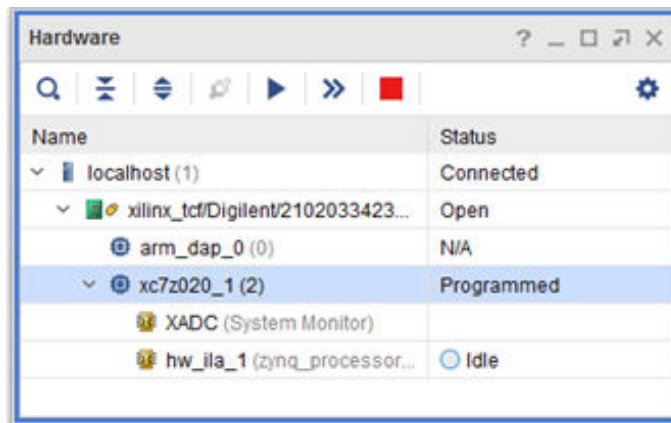 Hardware ?
Name Status
localhost (1) Connected
xilinx_tcf/Digilent/2102033423... Open
arm_dap_0 (0) N/A
xc7z020_1 (2) Programmed
XADC (System Monitor)
hw_ila_1 (zynq_processor... Idle